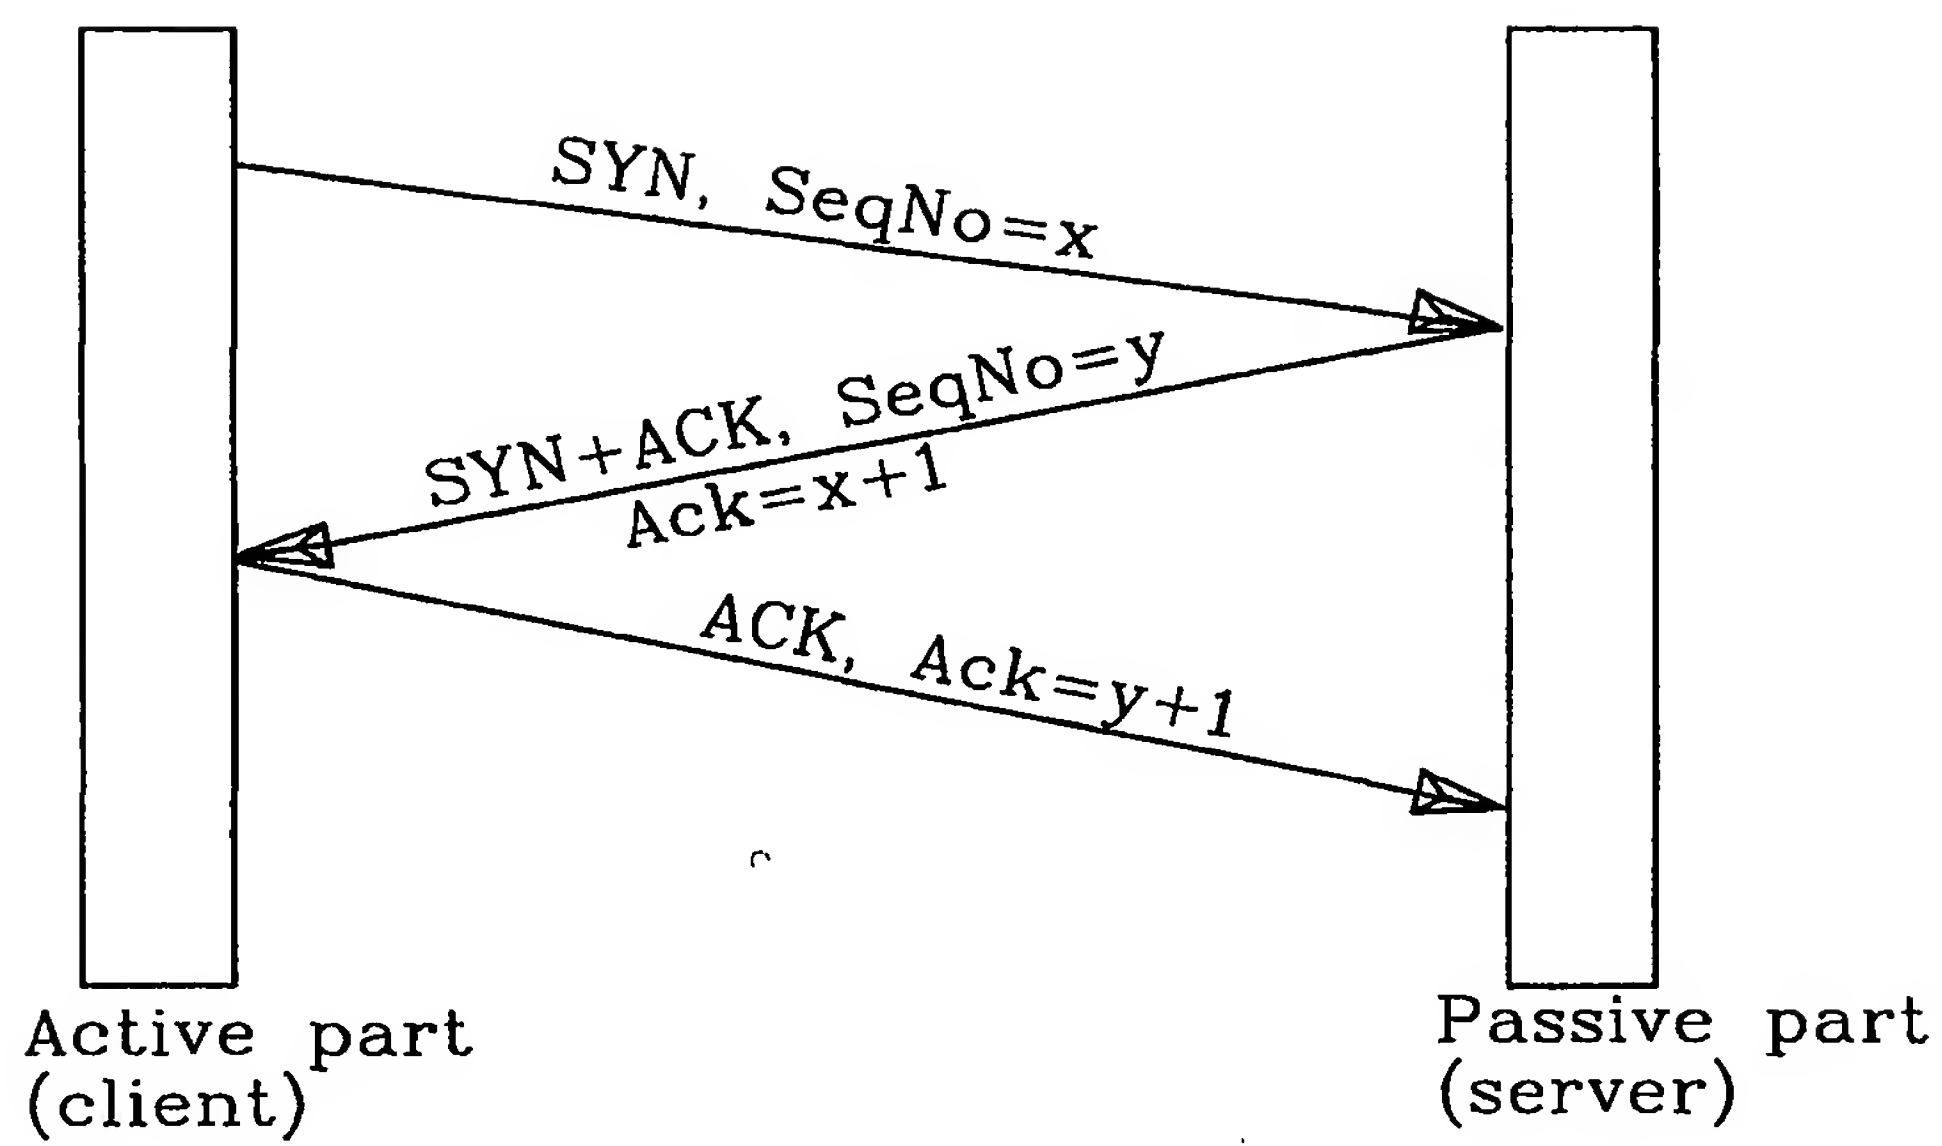 SYN, SeqNo=x
SYN+ACK, SeqNo=y
Ack=x+1
ACK, Ack=y+1
Active part
(client)
Passive part
(server)